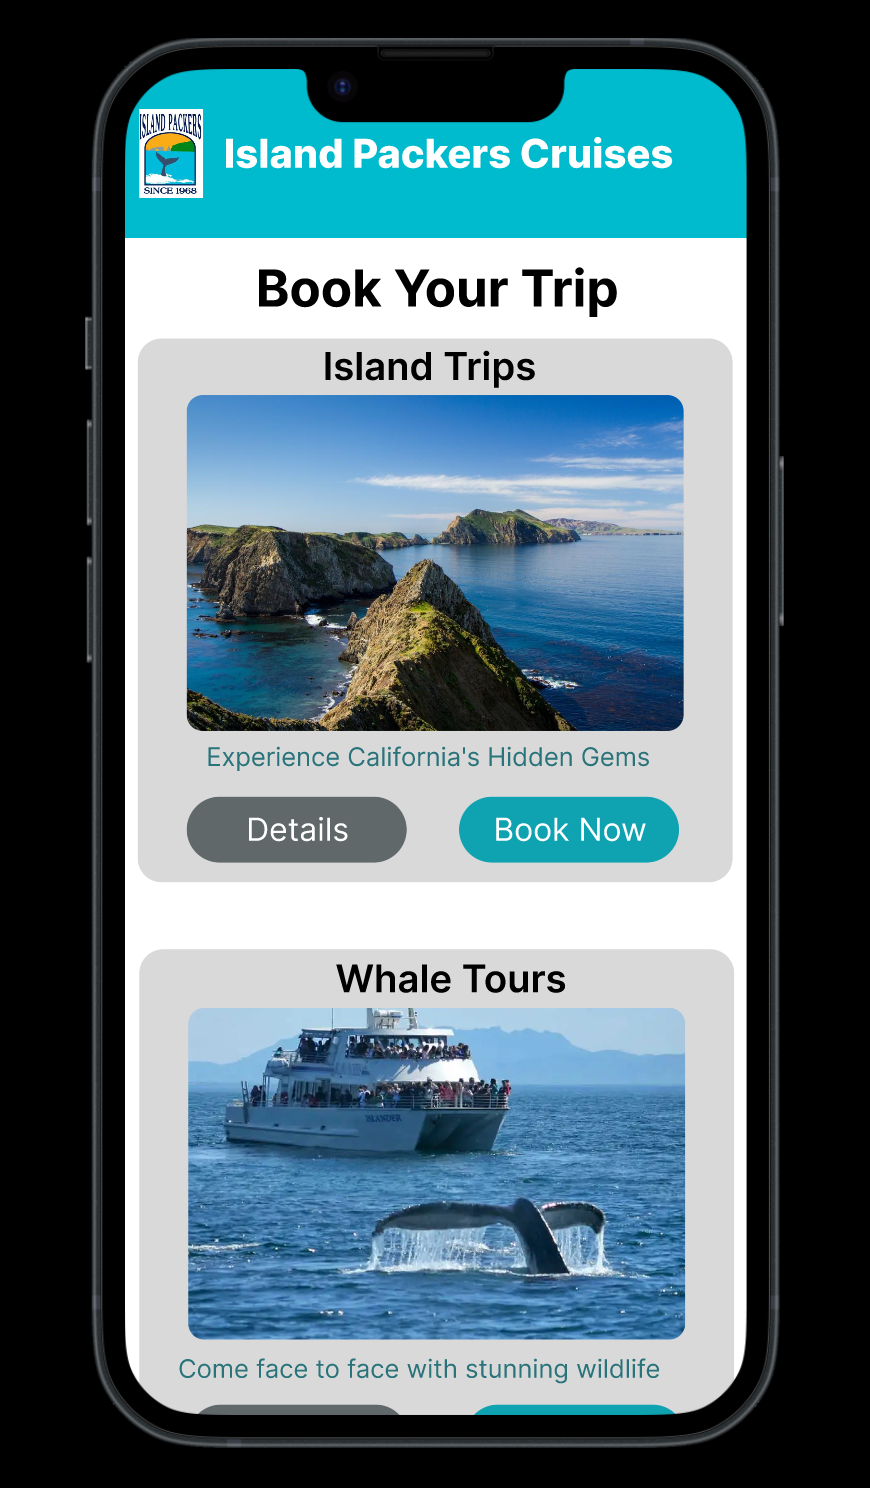 ISLAND PACKERS
SINCE 1968
Island Packers Cruises
Book Your Trip
Island Trips
Experience California's Hidden Gems
Details
Book Now
Whale Tours
ISLANDER
Come face to face with stunning wildlife